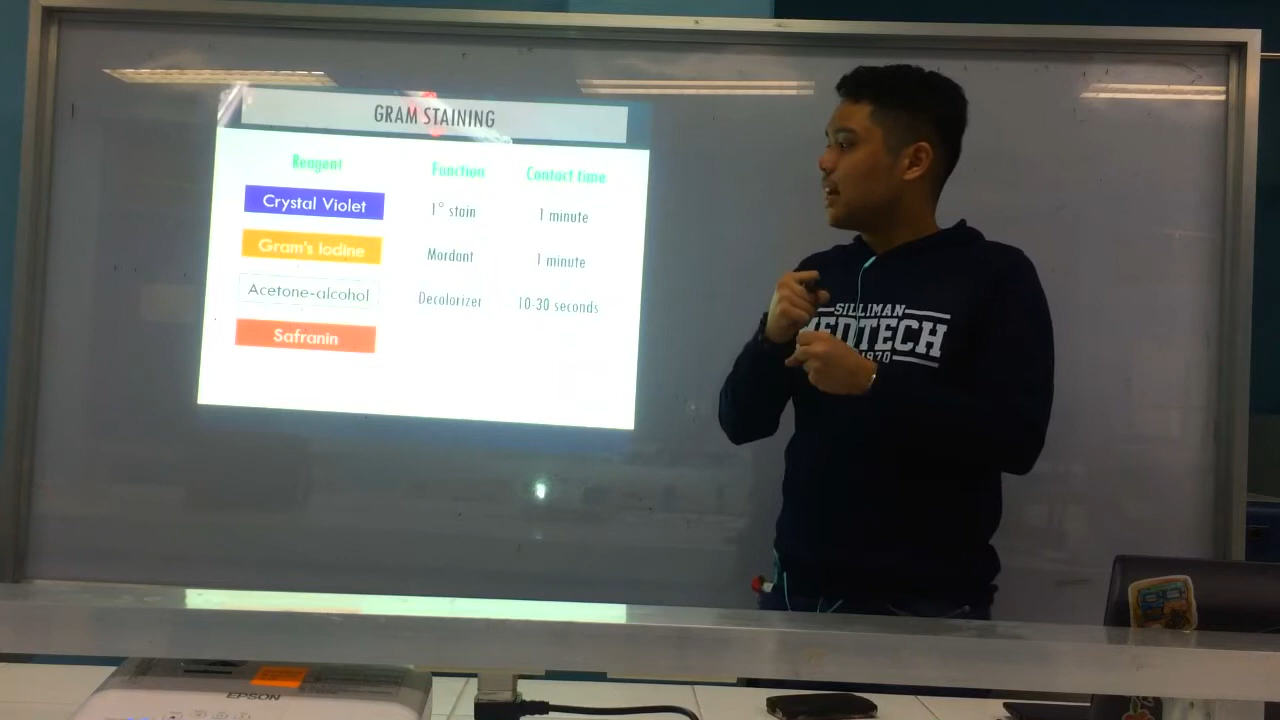 GRAM STAINING
Reagent Function Contact time
Crystal Violet 1° stain 1 minute
Gram's Iodine Mordant 1 minute
Acetone-alcohol Decolorizer 10-30 seconds
Safranin
SILLIMAN
MEDTECH
1970
EPSON